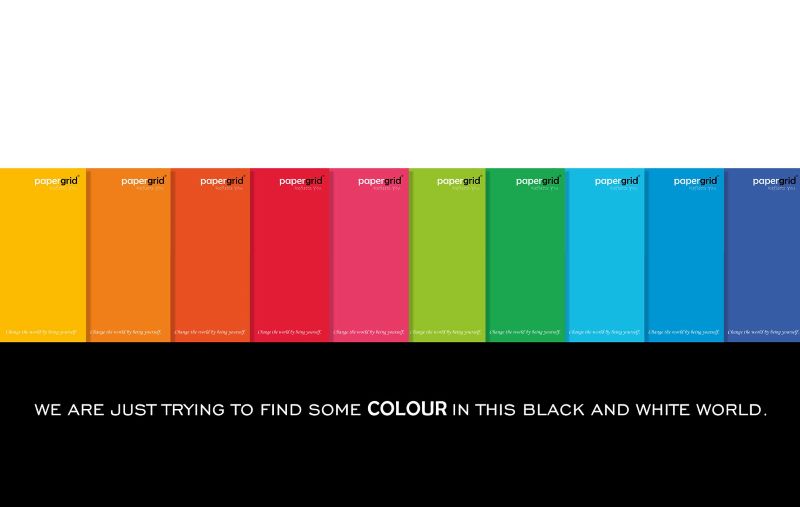 papergrid
Reflects You
papergrid
Reflects You
papergrid
Reflects You
papergrid
papergrid
Reflects You
papergrid
Reflects You
papergrid
Reflects You
papergrid
Reflects You
papergrid
Reflects You
papergrid
Reflects You
Change the world by being yourself.
Change the world by being yourself.
Change the world by being yourself.
Change the world by being yourself.
Change the world by being yourself.
Change the world by being yourself.
Change the world by being yourself.
Change the world by being yourself.
Change the world by being yourself.
Change the world by being yourself.
WE ARE JUST TRYING TO FIND SOME COLOUR IN THIS BLACK AND WHITE WORLD.